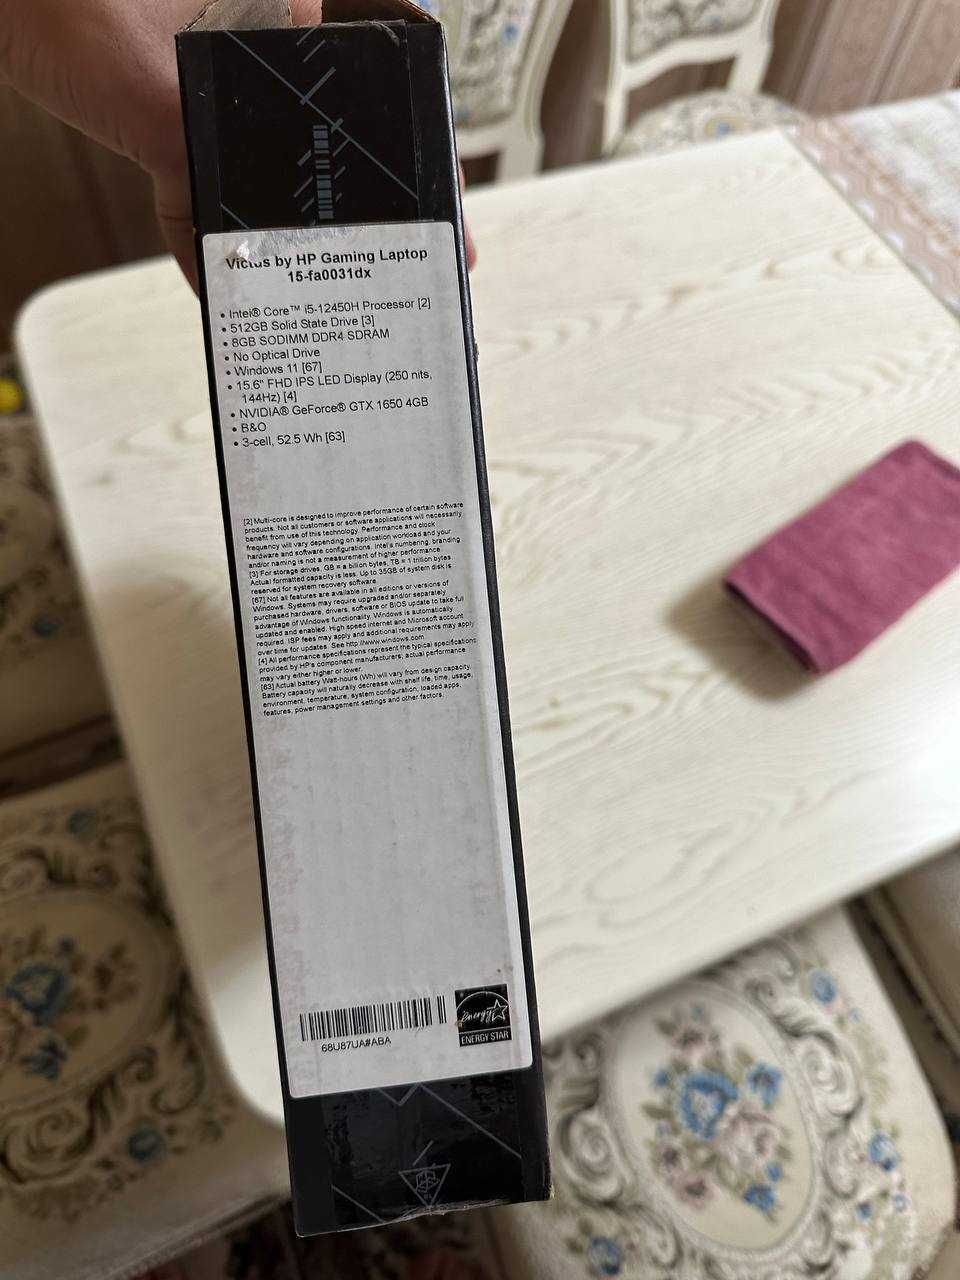 Victus by HP Gaming Laptop
15-fa0031dx
• Intel® Core™ i5-12450H Processor [2]
• 512GB Solid State Drive [3]
• 8GB SODIMM DDR4 SDRAM
• No Optical Drive
• Windows 11 [67]
• 15.6" FHD IPS LED Display (250 nits,
144Hz) [4]
• NVIDIA® GeForce® GTX 1650 4GB
• B&O
• 3-cell, 52.5 Wh [63]
[2] Multi-core is designed to improve performance of certain software
products. Not all customers or software applications will necessarily
benefit from use of this technology. Performance and clock
frequency will vary depending on application workload and your
hardware and software configurations. Intel's numbering, branding
and/or naming is not a measurement of higher performance.
[3] For storage drives, GB = a billion bytes, TB = 1 trillion bytes.
Actual formatted capacity is less. Up to 35GB of system disk is
reserved for system recovery software.
[67] Not all features are available in all editions or versions of
Windows. Systems may require upgraded and/or separately
purchased hardware, drivers, software or BIOS update to take full
advantage of Windows functionality. Windows is automatically
updated and enabled. High speed internet and Microsoft account
required. ISP fees may apply and additional requirements may apply
over time for updates. See http://www.windows.com.
[4] All performance specifications represent the typical specifications
provided by HP's component manufacturers; actual performance
may vary either higher or lower.
[63] Actual battery Watt-hours (Wh) will vary from design capacity.
Battery capacity will naturally decrease with shelf life, time, usage,
environment, temperature, system configuration, loaded apps,
features, power management settings and other factors.
68U87UA#ABA
energy
ENERGY STAR